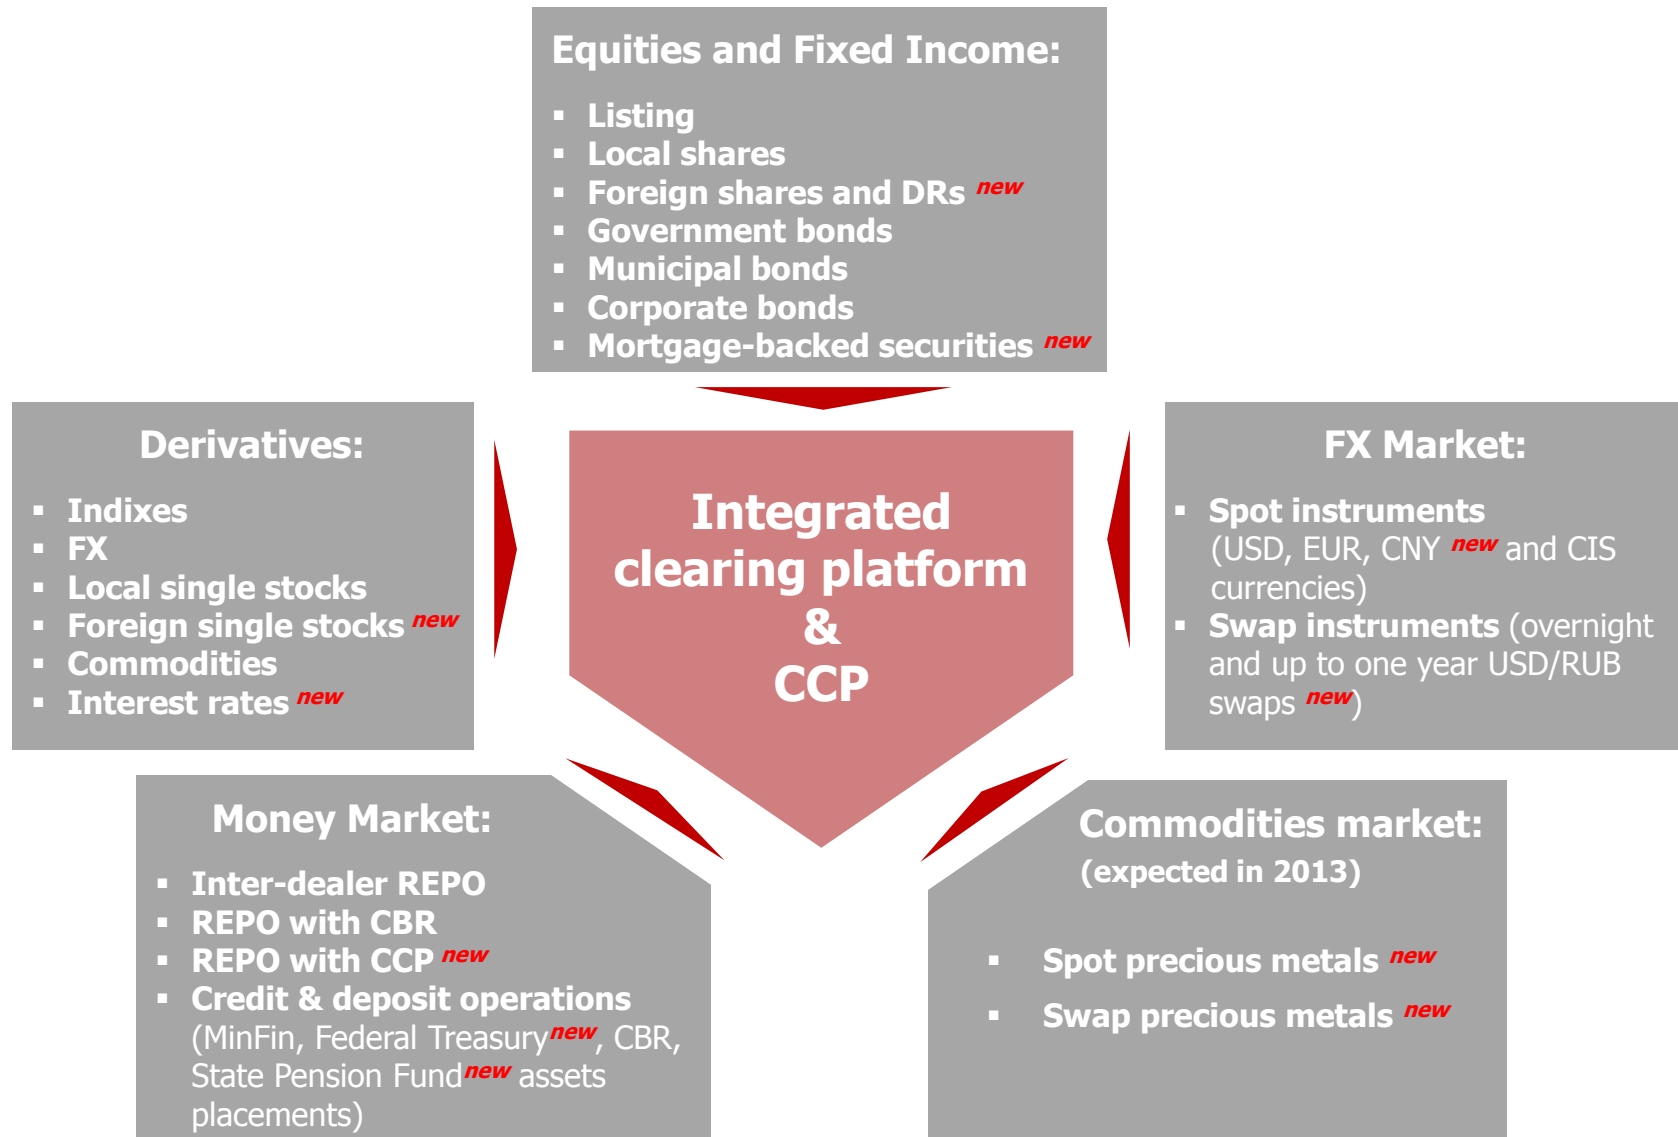 Equities and Fixed Income:
▪ Listing
▪ Local shares
▪ Foreign shares and DRs new
▪ Government bonds
▪ Municipal bonds
▪ Corporate bonds
▪ Mortgage-backed securities new
Derivatives:
▪ Indixes
▪ FX
▪ Local single stocks
▪ Foreign single stocks new
▪ Commodities
▪ Interest rates new
Integrated
clearing platform
&
CCP
FX Market:
▪ Spot instruments
(USD, EUR, CNY new and CIS
currencies)
▪ Swap instruments (overnight
and up to one year USD/RUB
swaps new)
Money Market:
▪ Inter-dealer REPO
▪ REPO with CBR
▪ REPO with CCP new
▪ Credit & deposit operations
(MinFin, Federal Treasury new, CBR,
State Pension Fund new assets
placements)
Commodities market:
(expected in 2013)
▪ Spot precious metals new
▪ Swap precious metals new